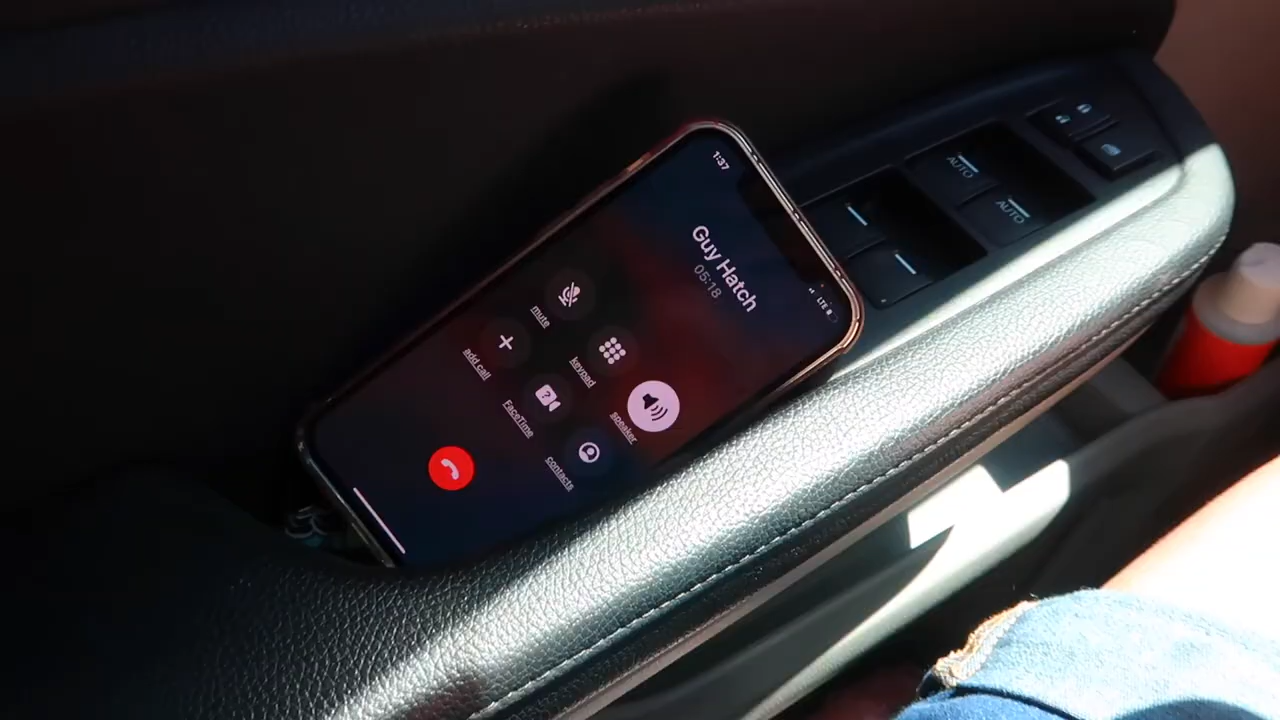 1:37
LTE
Guy Hatch
05:18
mute
keypad
speaker
add call
FaceTime
contacts
AUTO
AUTO